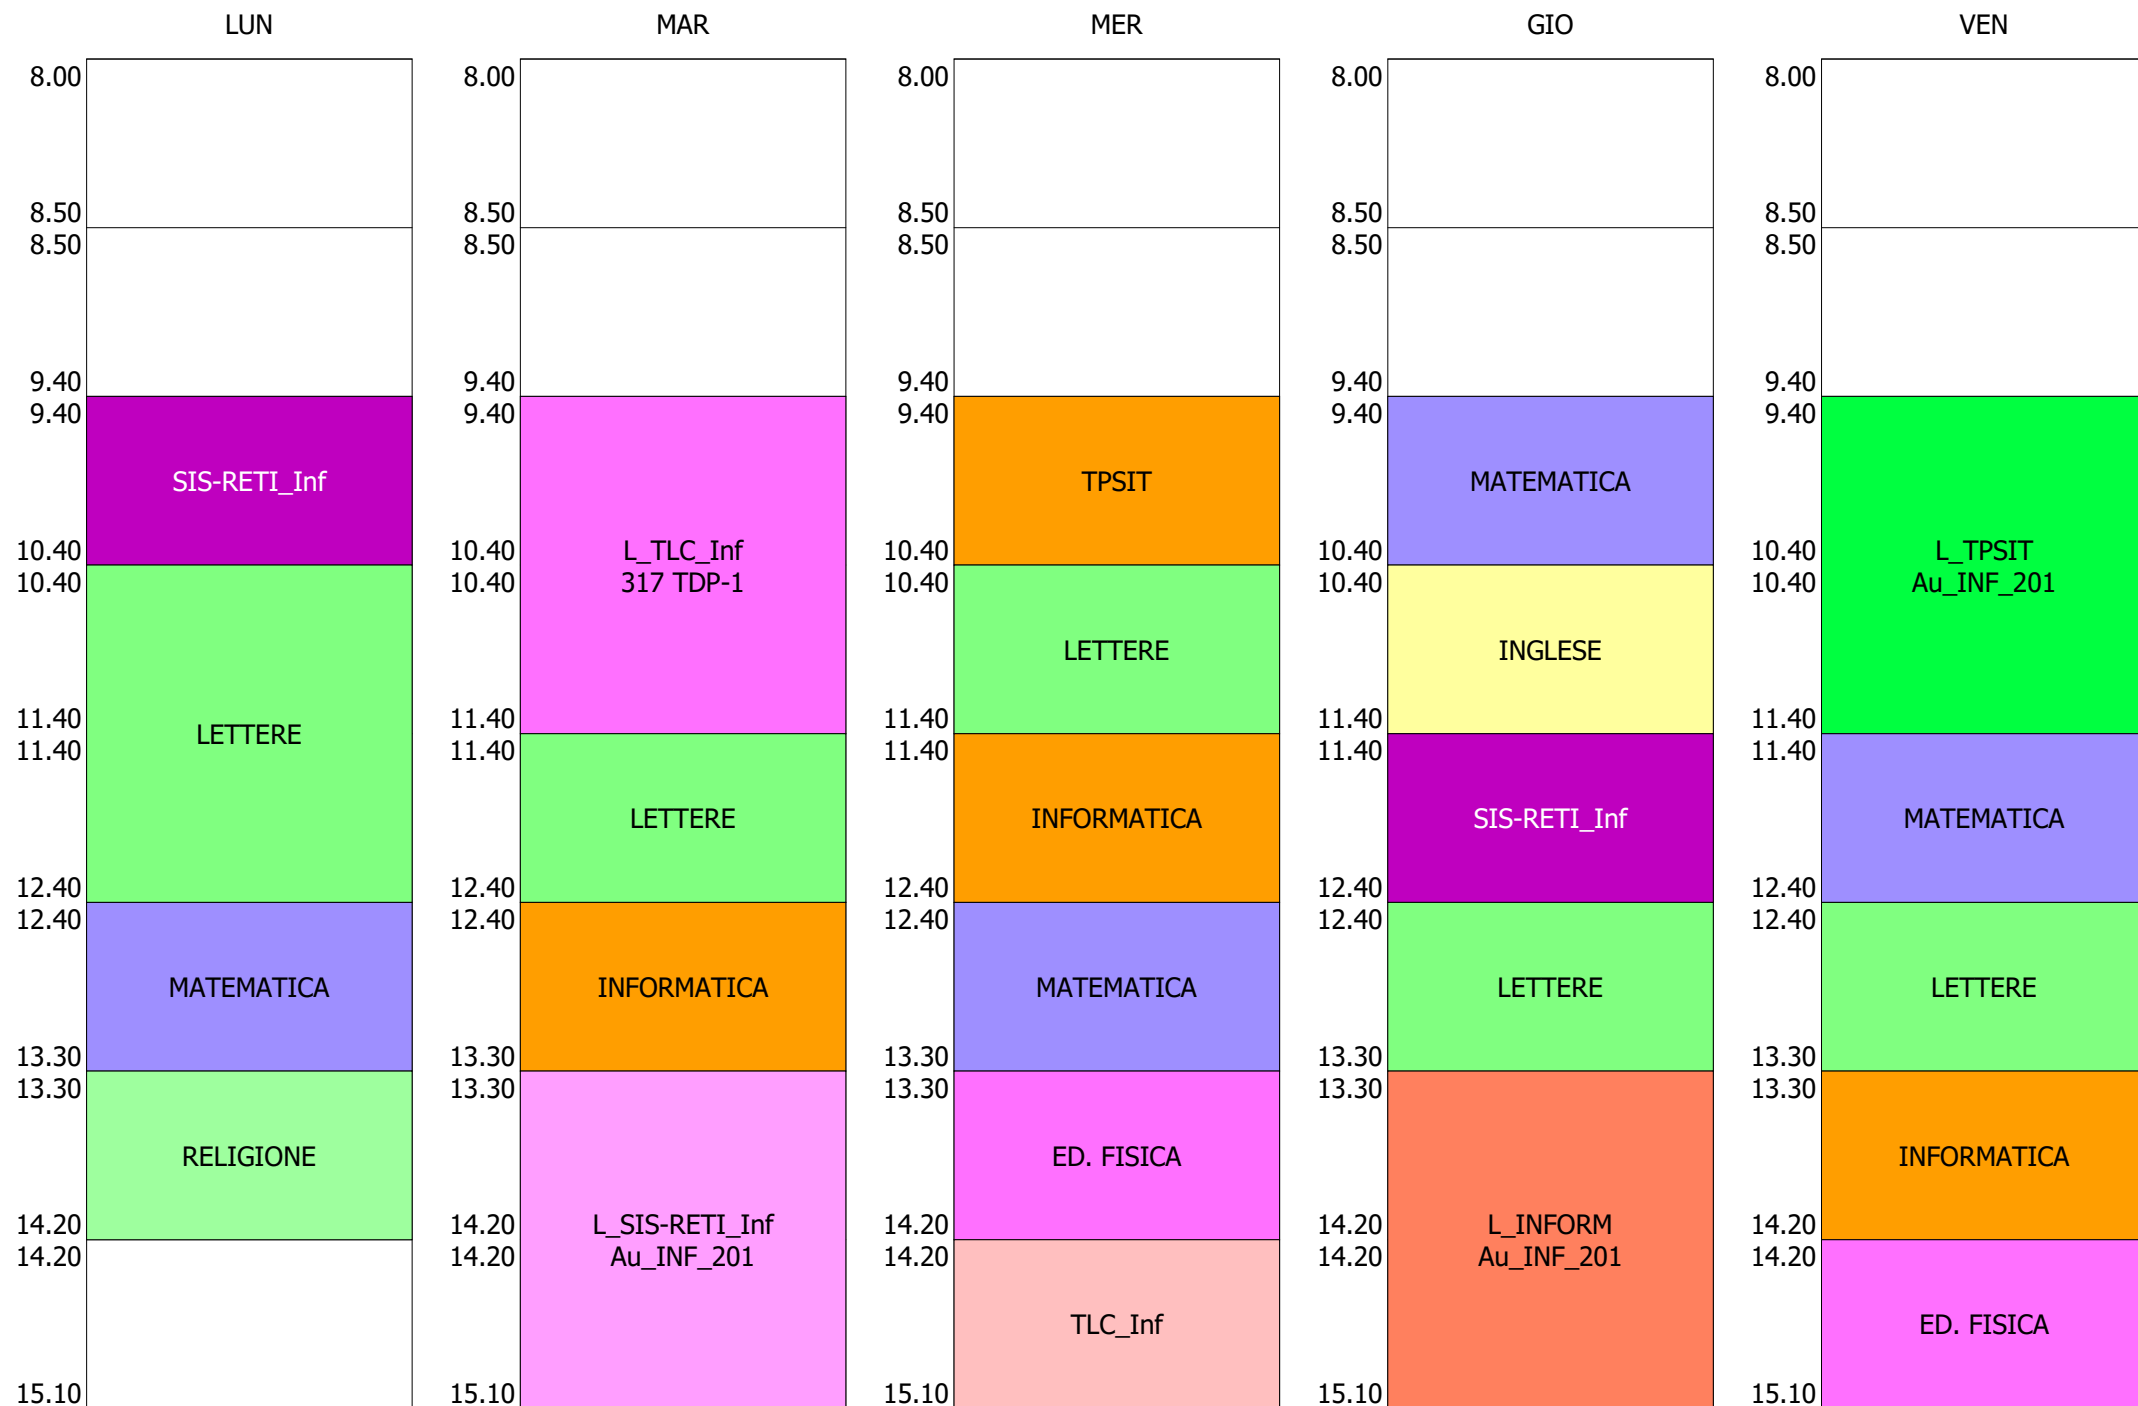 LUN
8.00
8.50
8.50
9.40
9.40
SIS-RETI_Inf
10.40
10.40
LETTERE
11.40
11.40
12.40
12.40
MATEMATICA
13.30
13.30
RELIGIONE
14.20
14.20
15.10
MAR
8.00
8.50
8.50
9.40
9.40
10.40
10.40
L_TLC_Inf
317 TDP-1
11.40
11.40
LETTERE
12.40
12.40
INFORMATICA
13.30
13.30
14.20
14.20
L_SIS-RETI_Inf
Au_INF_201
15.10
MER
8.00
8.50
8.50
9.40
9.40
TPSIT
10.40
10.40
LETTERE
11.40
11.40
INFORMATICA
12.40
12.40
MATEMATICA
13.30
13.30
ED. FISICA
14.20
14.20
TLC_Inf
15.10
GIO
8.00
8.50
8.50
9.40
9.40
MATEMATICA
10.40
10.40
INGLESE
11.40
11.40
SIS-RETI_Inf
12.40
12.40
LETTERE
13.30
13.30
14.20
14.20
L_INFORM
Au_INF_201
15.10
VEN
8.00
8.50
8.50
9.40
9.40
10.40
10.40
L_TPSIT
Au_INF_201
11.40
11.40
MATEMATICA
12.40
12.40
LETTERE
13.30
13.30
INFORMATICA
14.20
14.20
ED. FISICA
15.10